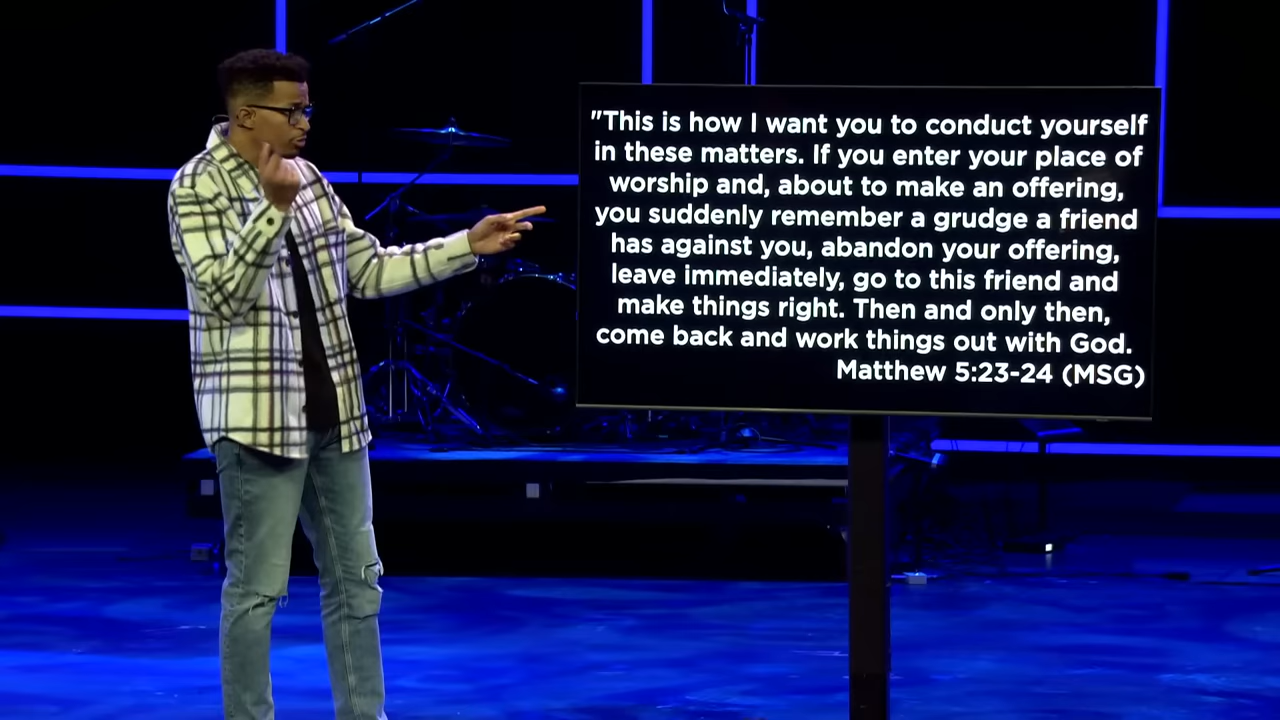 "This is how I want you to conduct yourself
in these matters. If you enter your place of
worship and, about to make an offering,
you suddenly remember a grudge a friend
has against you, abandon your offering,
leave immediately, go to this friend and
make things right. Then and only then,
come back and work things out with God.
Matthew 5:23-24 (MSG)